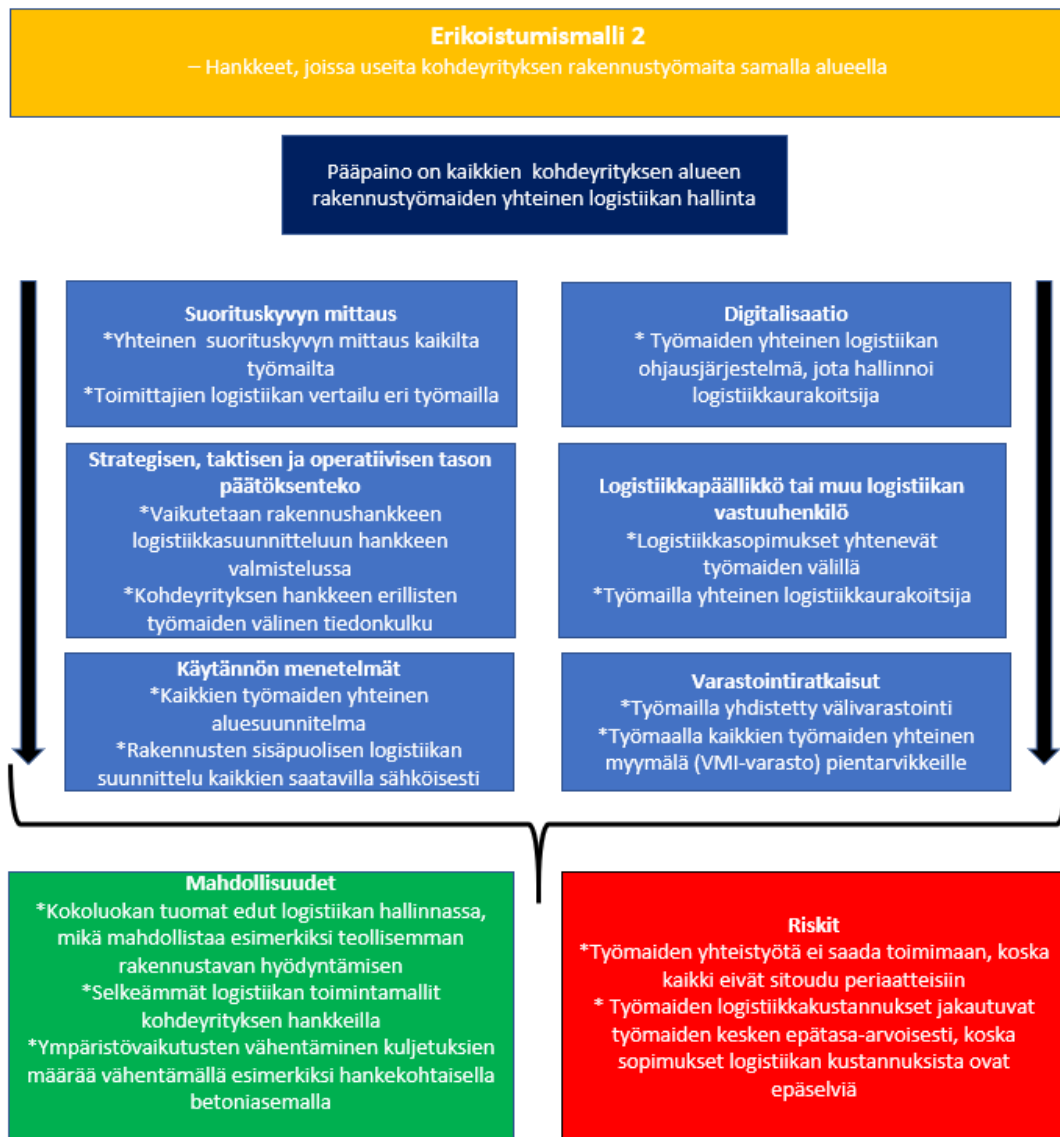 Erikoistumismalli 2
– Hankkeet, joissa useita kohdeyrityksen rakennustyömaita samalla alueella
Pääpaino on kaikkien kohdeyrityksen alueen
rakennustyömaiden yhteinen logistiikan hallinta
Suorituskyvyn mittaus
*Yhteinen suorituskyvyn mittaus kaikilta
työmailta
*Toimittajien logistiikan vertailu eri työmailla
Digitalisaatio
* Työmaiden yhteinen logistiikan
ohjausjärjestelmä, jota hallinnoi
logistiikkaurakoitsija
Strategisen, taktisen ja operatiivisen tason
päätöksenteko
*Vaikutetaan rakennushankkeen
logistiikkasuunnitteluun hankkeen
valmistelussa
*Kohdeyrityksen hankkeen erillisten
työmaiden välinen tiedonkulku
Logistiikkapäällikkö tai muu logistiikan
vastuuhenkilö
*Logistiikkasopimukset yhtenevät
työmaiden välillä
*Työmailla yhteinen logistiikkaurakoitsija
Käytännön menetelmät
*Kaikkien työmaiden yhteinen
aluesuunnitelma
*Rakennusten sisäpuolisen logistiikan
suunnittelu kaikkien saatavilla sähköisesti
Varastointiratkaisut
*Työmailla yhdistetty välivarastointi
*Työmaalla kaikkien työmaiden yhteinen
myymälä (VMI-varasto) pientarvikkeille
Mahdollisuudet
*Kokoluokan tuomat edut logistiikan hallinnassa,
mikä mahdollistaa esimerkiksi teollisemman
rakennustavan hyödyntämisen
*Selkeämmät logistiikan toimintamallit
kohdeyrityksen hankkeilla
*Ympäristövaikutusten vähentäminen kuljetuksien
määrää vähentämällä esimerkiksi hankekohtaisella
betoniasemalla
Riskit
*Työmaiden yhteistyötä ei saada toimimaan, koska
kaikki eivät sitoudu periaatteisiin
* Työmaiden logistiikkakustannukset jakautuvat
työmaiden kesken epätasa-arvoisesti, koska
sopimukset logistiikan kustannuksista ovat
epäselviä